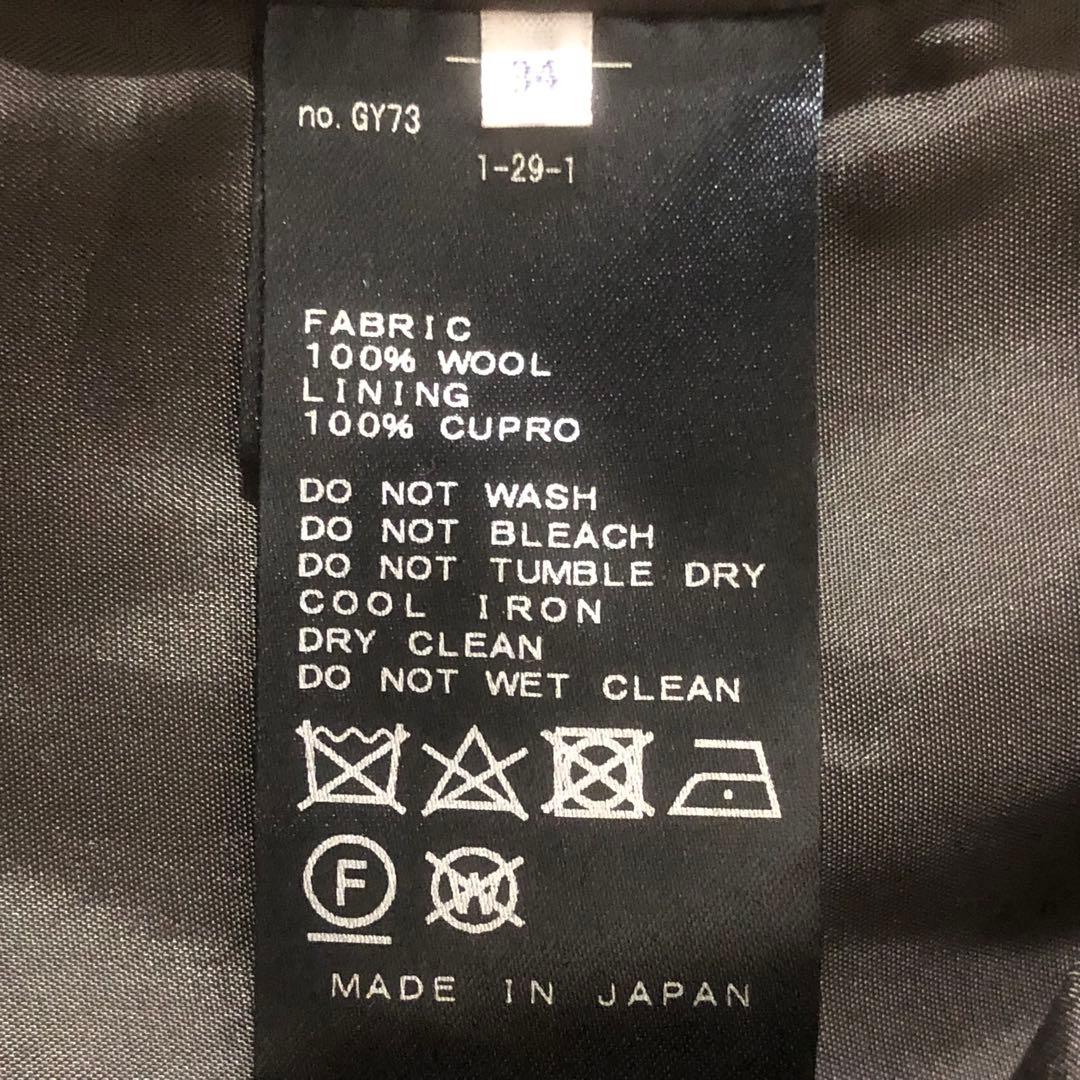 34
no. GY73
1-29-1
FABRIC
100% WOOL
LINING
100% CUPRO
DO NOT WASH
DO NOT BLEACH
DO NOT TUMBLE DRY
COOL IRON
DRY CLEAN
DO NOT WET CLEAN
F W
MADE IN JAPAN